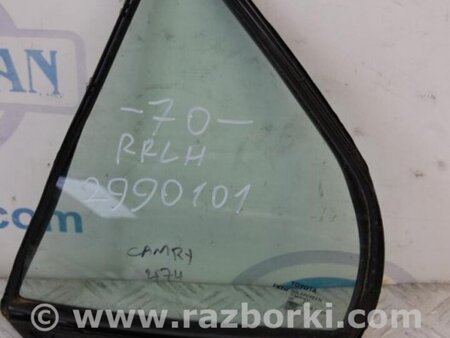 AN
-70-
RRLH
2990101
.com
CAMRY
TOYOTA
www.razborki.com